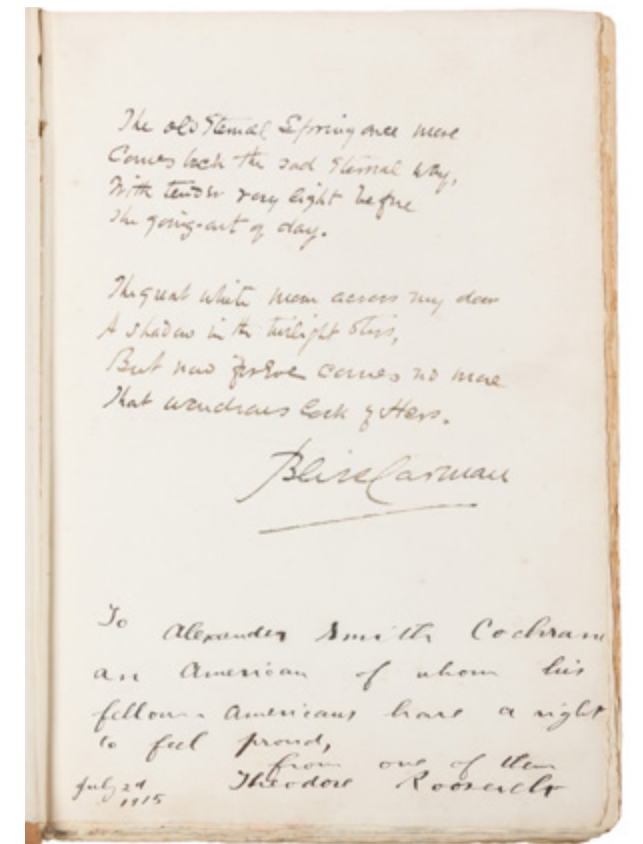 The old Eternal Spring once more
Comes back the sad eternal way,
With tender rosy light before
The going-out of day.
The great white moon across my door
A shadow in the twilight stirs,
But now forever comes no more
That wondrous look of Hers.
Bliss Carman
To Alexander Smith Cochrane
an American of whom his
fellow-Americans have a right
to feel proud,
from one of them
July 2d Theodore Roosevelt
1915